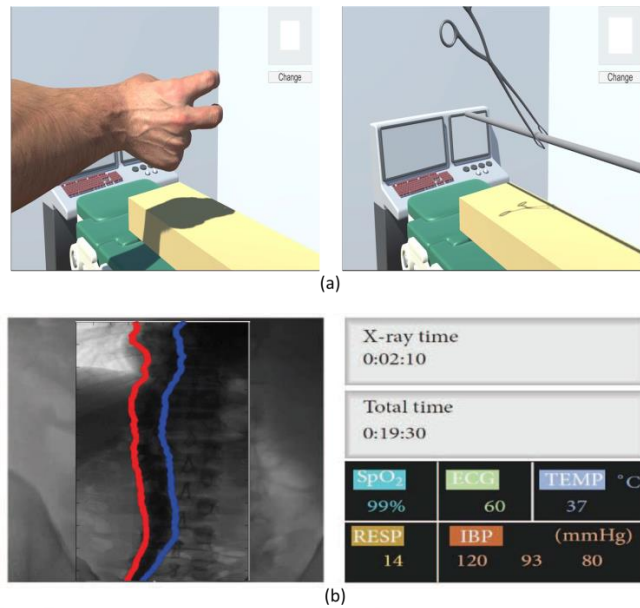 Change
Change
(a)
X-ray time
0:02:10
Total time
0:19:30
SpO₂ ECG TEMP °C
99% 60 37
RESP IBP (mmHg)
14 120 93 80
(b)